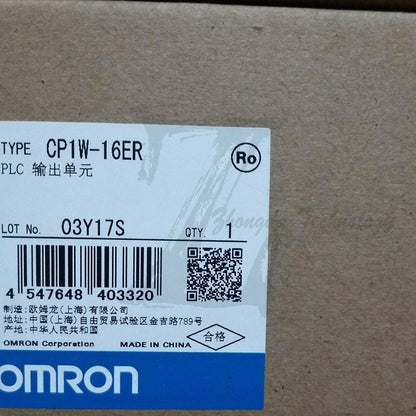 TYPE CP1W-16ER
Ro
PLC 输出单元
LOT No. 03Y17S QTY. 1
4 547648 403320
制造: 欧姆龙(上海)有限公司
地址: 中国(上海)自由贸易试验区金吉路789号
产地: 中华人民共和国
合格
OMRON Corporation MADE IN CHINA
OMRON
Zhongda Technology